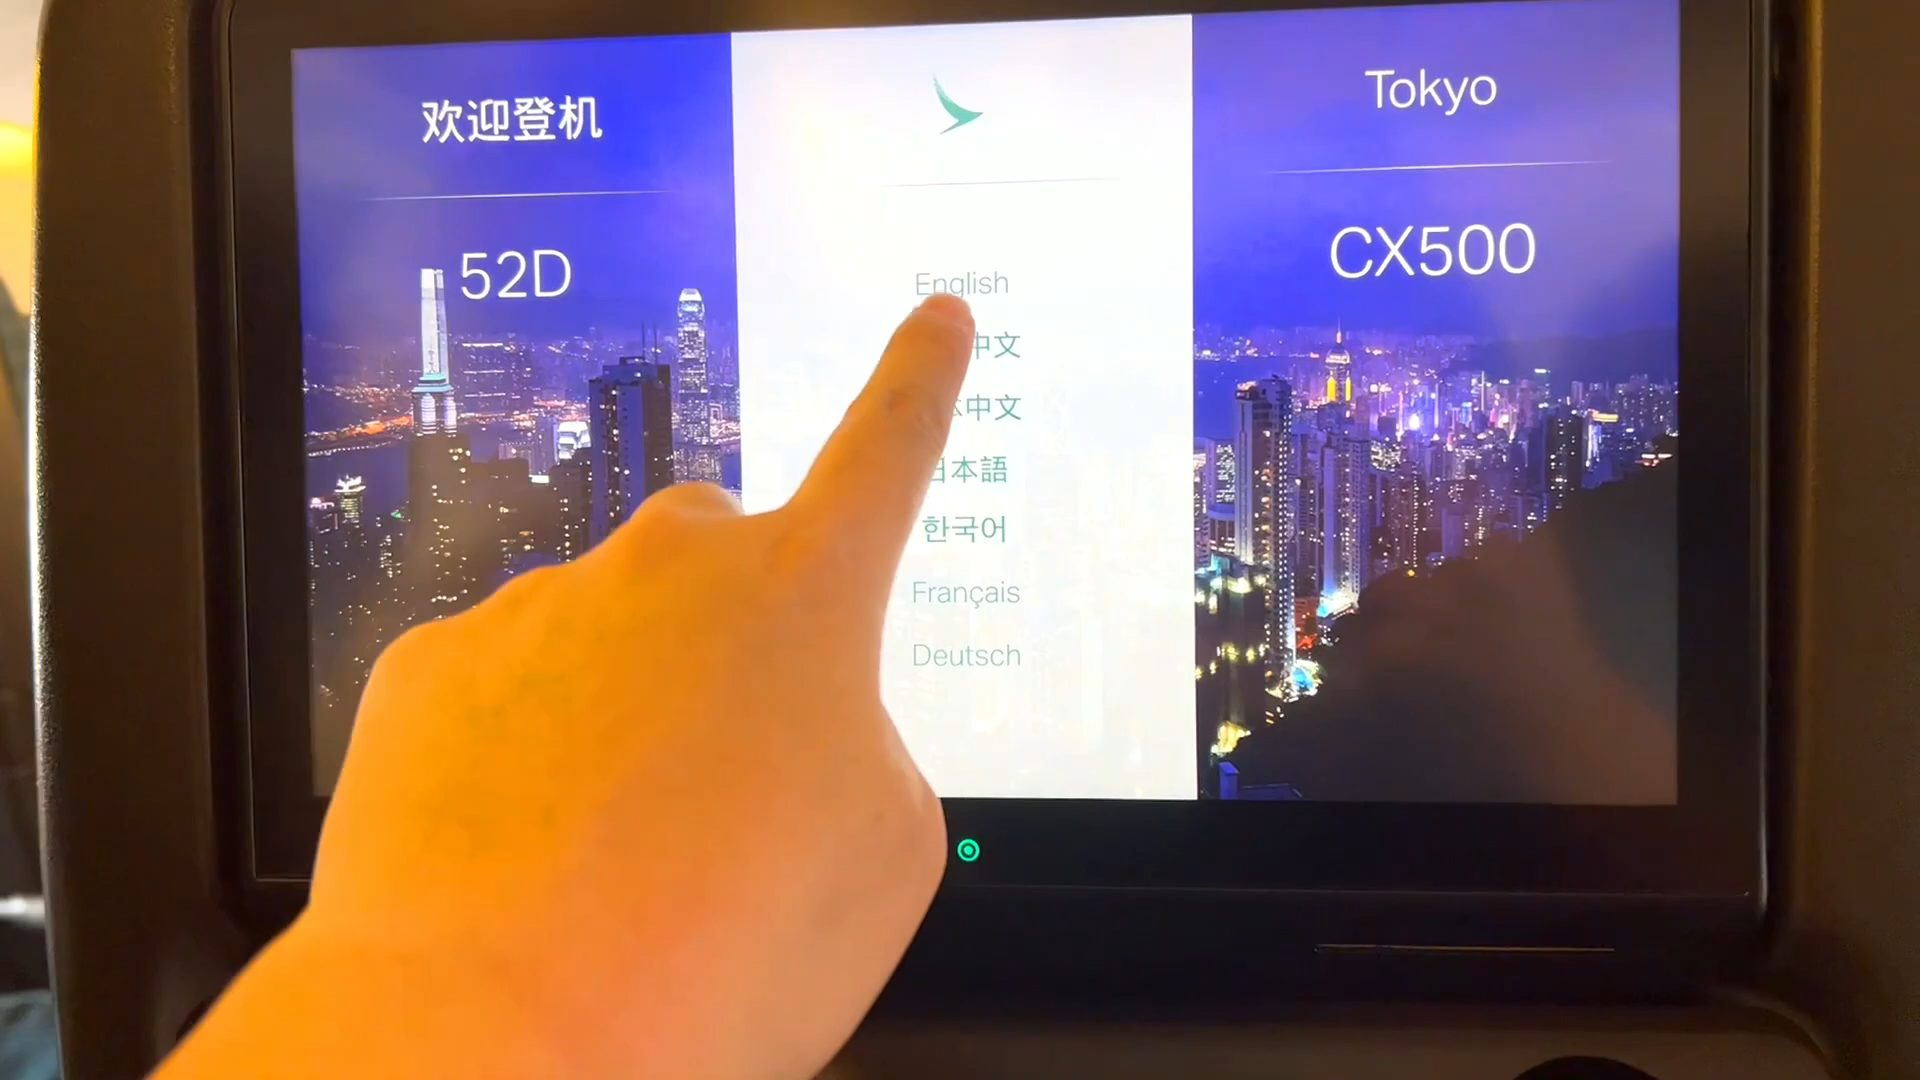 欢迎登机
52D
English
中文
体中文
日本語
한국어
Français
Deutsch
Tokyo
CX500